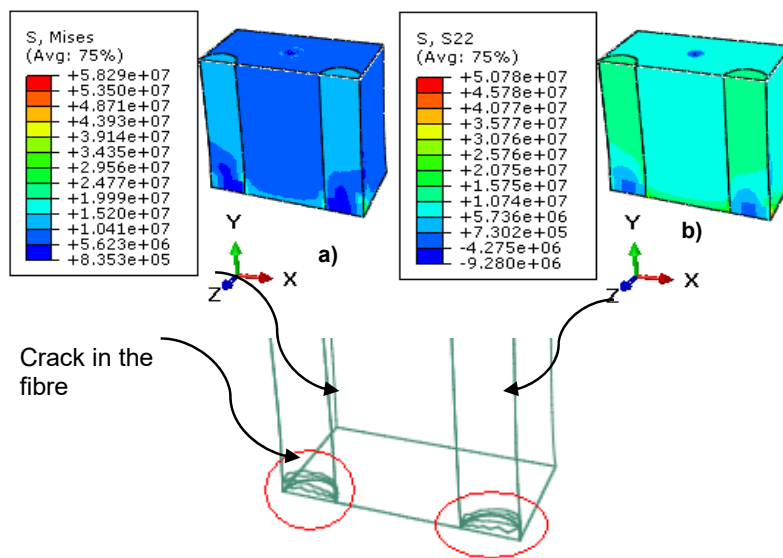 S, Mises
(Avg: 75%)
+5.829e+07
+5.350e+07
+4.871e+07
+4.393e+07
+3.914e+07
+3.435e+07
+2.956e+07
+2.477e+07
+1.999e+07
+1.520e+07
+1.041e+07
+5.623e+06
+8.353e+05
Y
X
Z
a)
S, S22
(Avg: 75%)
+5.078e+07
+4.578e+07
+4.077e+07
+3.577e+07
+3.076e+07
+2.576e+07
+2.075e+07
+1.575e+07
+1.074e+07
+5.736e+06
+7.302e+05
-4.275e+06
-9.280e+06
Y
X
Z
b)
Crack in the
fibre